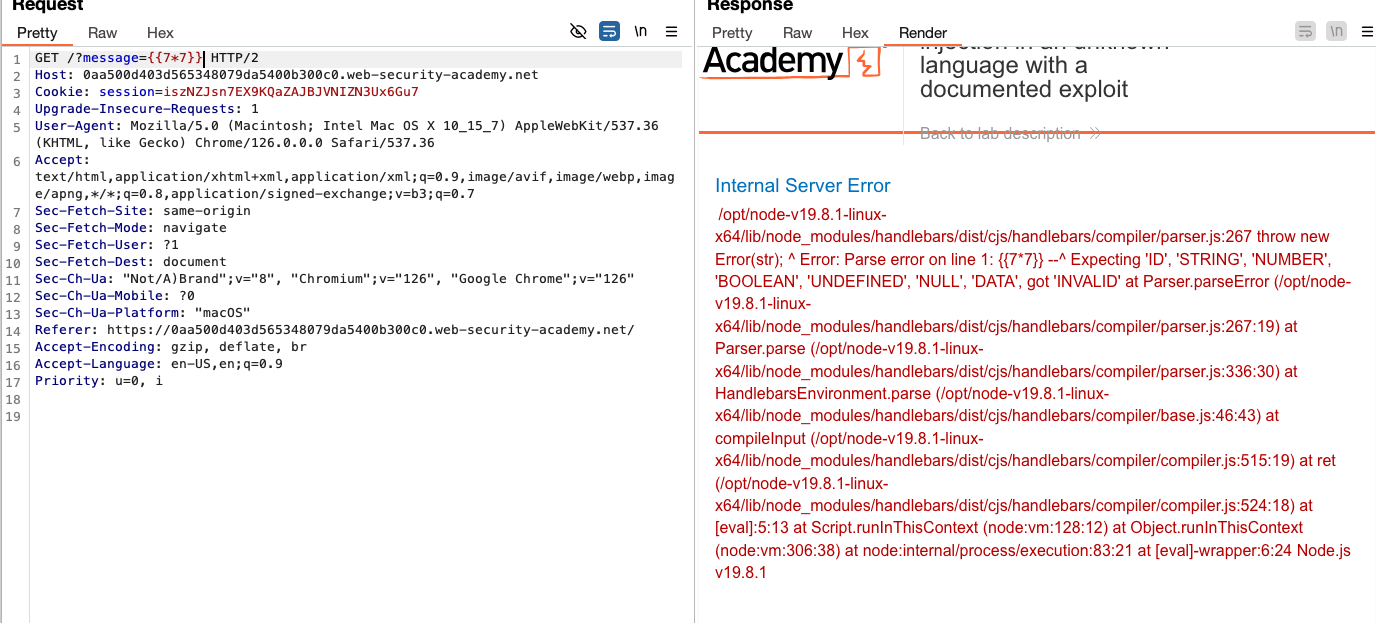 Request
Pretty Raw Hex
\n
1 GET /?message={{7*7}} HTTP/2
2 Host: 0aa500d403d565348079da5400b300c0.web-security-academy.net
3 Cookie: session=iszNZJsn7EX9KQaZAJBJVNIZN3Ux6Gu7
4 Upgrade-Insecure-Requests: 1
5 User-Agent: Mozilla/5.0 (Macintosh; Intel Mac OS X 10_15_7) AppleWebKit/537.36
(KHTML, like Gecko) Chrome/126.0.0.0 Safari/537.36
6 Accept:
text/html,application/xhtml+xml,application/xml;q=0.9,image/avif,image/webp,imag
e/apng,*/*;q=0.8,application/signed-exchange;v=b3;q=0.7
7 Sec-Fetch-Site: same-origin
8 Sec-Fetch-Mode: navigate
9 Sec-Fetch-User: ?1
10 Sec-Fetch-Dest: document
11 Sec-Ch-Ua: "Not/A)Brand";v="8", "Chromium";v="126", "Google Chrome";v="126"
12 Sec-Ch-Ua-Mobile: ?0
13 Sec-Ch-Ua-Platform: "macOS"
14 Referer: https://0aa500d403d565348079da5400b300c0.web-security-academy.net/
15 Accept-Encoding: gzip, deflate, br
16 Accept-Language: en-US,en;q=0.9
17 Priority: u=0, i
18
19
Response
Pretty Raw Hex Render
\n
Academy
injection in an unknown
language with a
documented exploit
Back to lab description
Internal Server Error
/opt/node-v19.8.1-linux-
x64/lib/node_modules/handlebars/dist/cjs/handlebars/compiler/parser.js:267 throw new
Error(str); ^ Error: Parse error on line 1: {{7*7}} --^ Expecting 'ID', 'STRING', 'NUMBER',
'BOOLEAN', 'UNDEFINED', 'NULL', 'DATA', got 'INVALID' at Parser.parseError (/opt/node-
v19.8.1-linux-
x64/lib/node_modules/handlebars/dist/cjs/handlebars/compiler/parser.js:267:19) at
Parser.parse (/opt/node-v19.8.1-linux-
x64/lib/node_modules/handlebars/dist/cjs/handlebars/compiler/parser.js:336:30) at
HandlebarsEnvironment.parse (/opt/node-v19.8.1-linux-
x64/lib/node_modules/handlebars/dist/cjs/handlebars/compiler/base.js:46:43) at
compileInput (/opt/node-v19.8.1-linux-
x64/lib/node_modules/handlebars/dist/cjs/handlebars/compiler/compiler.js:515:19) at ret
(/opt/node-v19.8.1-linux-
x64/lib/node_modules/handlebars/dist/cjs/handlebars/compiler/compiler.js:524:18) at
[eval]:5:13 at Script.runInThisContext (node:vm:128:12) at Object.runInThisContext
(node:vm:306:38) at node:internal/process/execution:83:21 at [eval]-wrapper:6:24 Node.js
v19.8.1